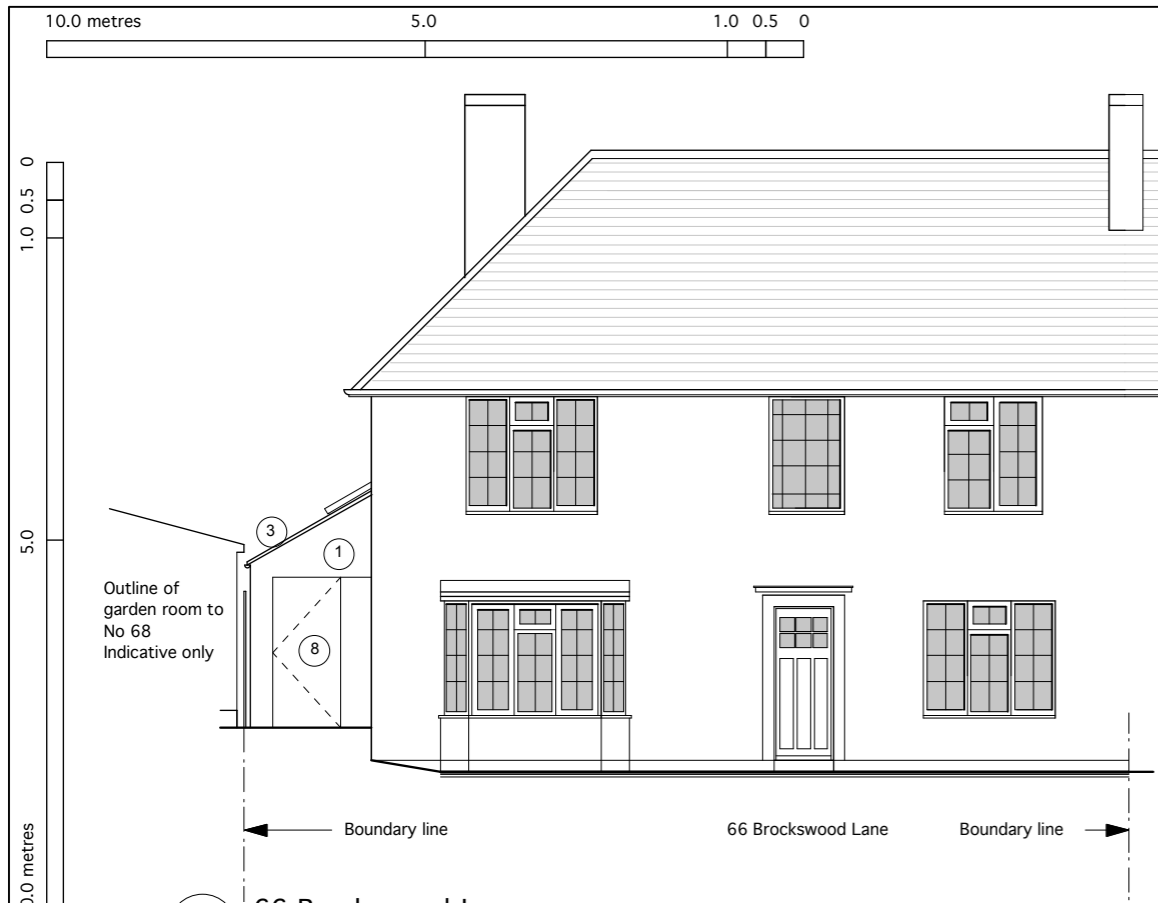 10.0 metres 5.0 1.0 0.5 0
0
0.5
1.0
5.0
0.0 metres
3
1
8
Outline of
garden room to
No 68
Indicative only
Boundary line 66 Brockswood Lane Boundary line